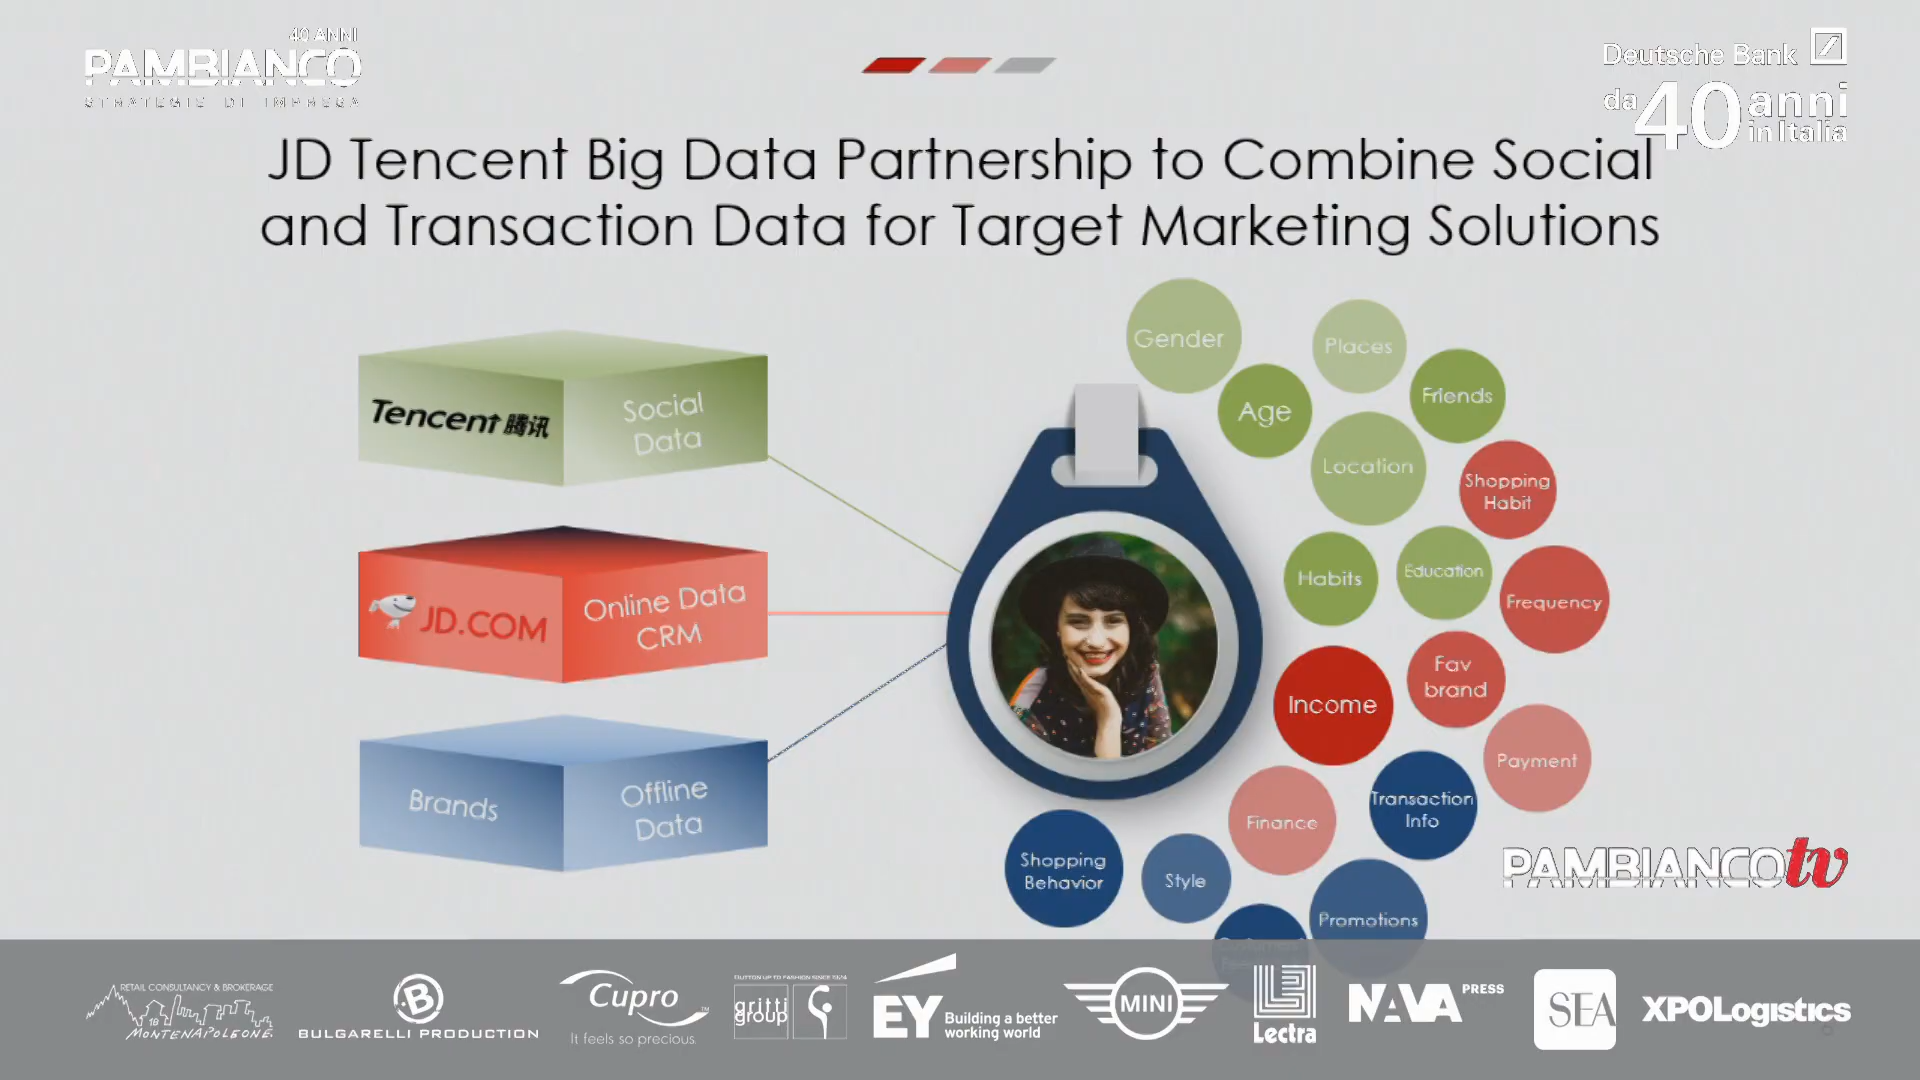 40 ANNI
PAMBIANCO
STRATEGIE DI IMPRESA
Deutsche Bank
da 40 anni
in Italia
JD Tencent Big Data Partnership to Combine Social
and Transaction Data for Target Marketing Solutions
Tencent 腾讯
Social
Data
JD.COM
Online Data
CRM
Brands
Offline
Data
Gender
Places
Age
Friends
Location
Shopping
Habit
Habits
Education
Frequency
Income
Fav
brand
Payment
Finance
Transaction
Info
Shopping
Behavior
Style
Promotions
PAMBIANCOtv
RETAIL CONSULTANCY & BROKERAGE
18
MONTENAPOLEONE
B
BULGARELLI PRODUCTION
Cupro™
It feels so precious.
gritti
group
EY
Building a better
working world
MINI
Lectra
NAVA PRESS
SEA
XPOLogistics